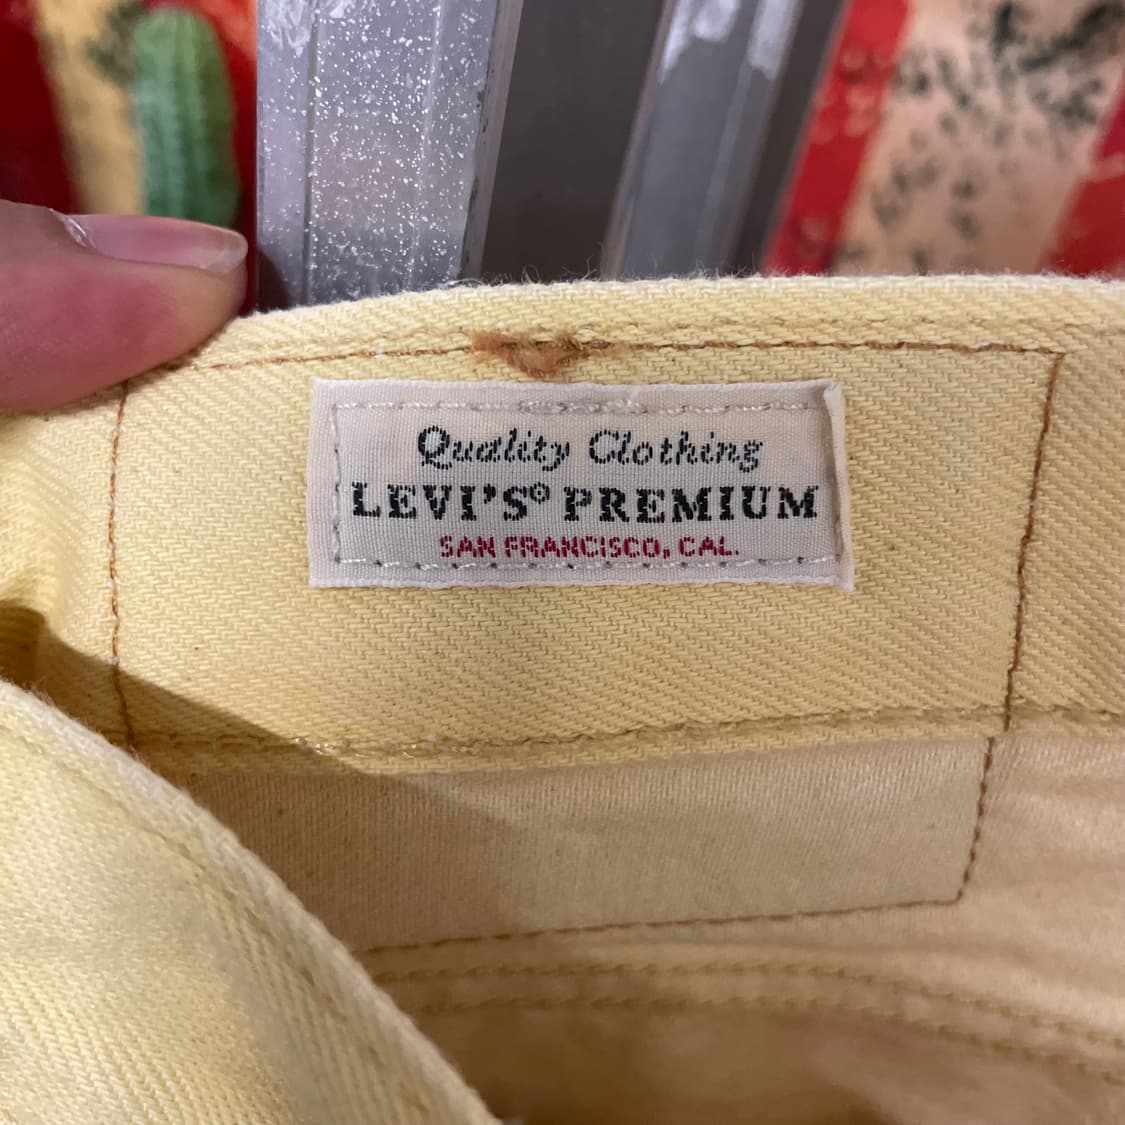 Quality Clothing
LEVI'S® PREMIUM
SAN FRANCISCO, CAL.